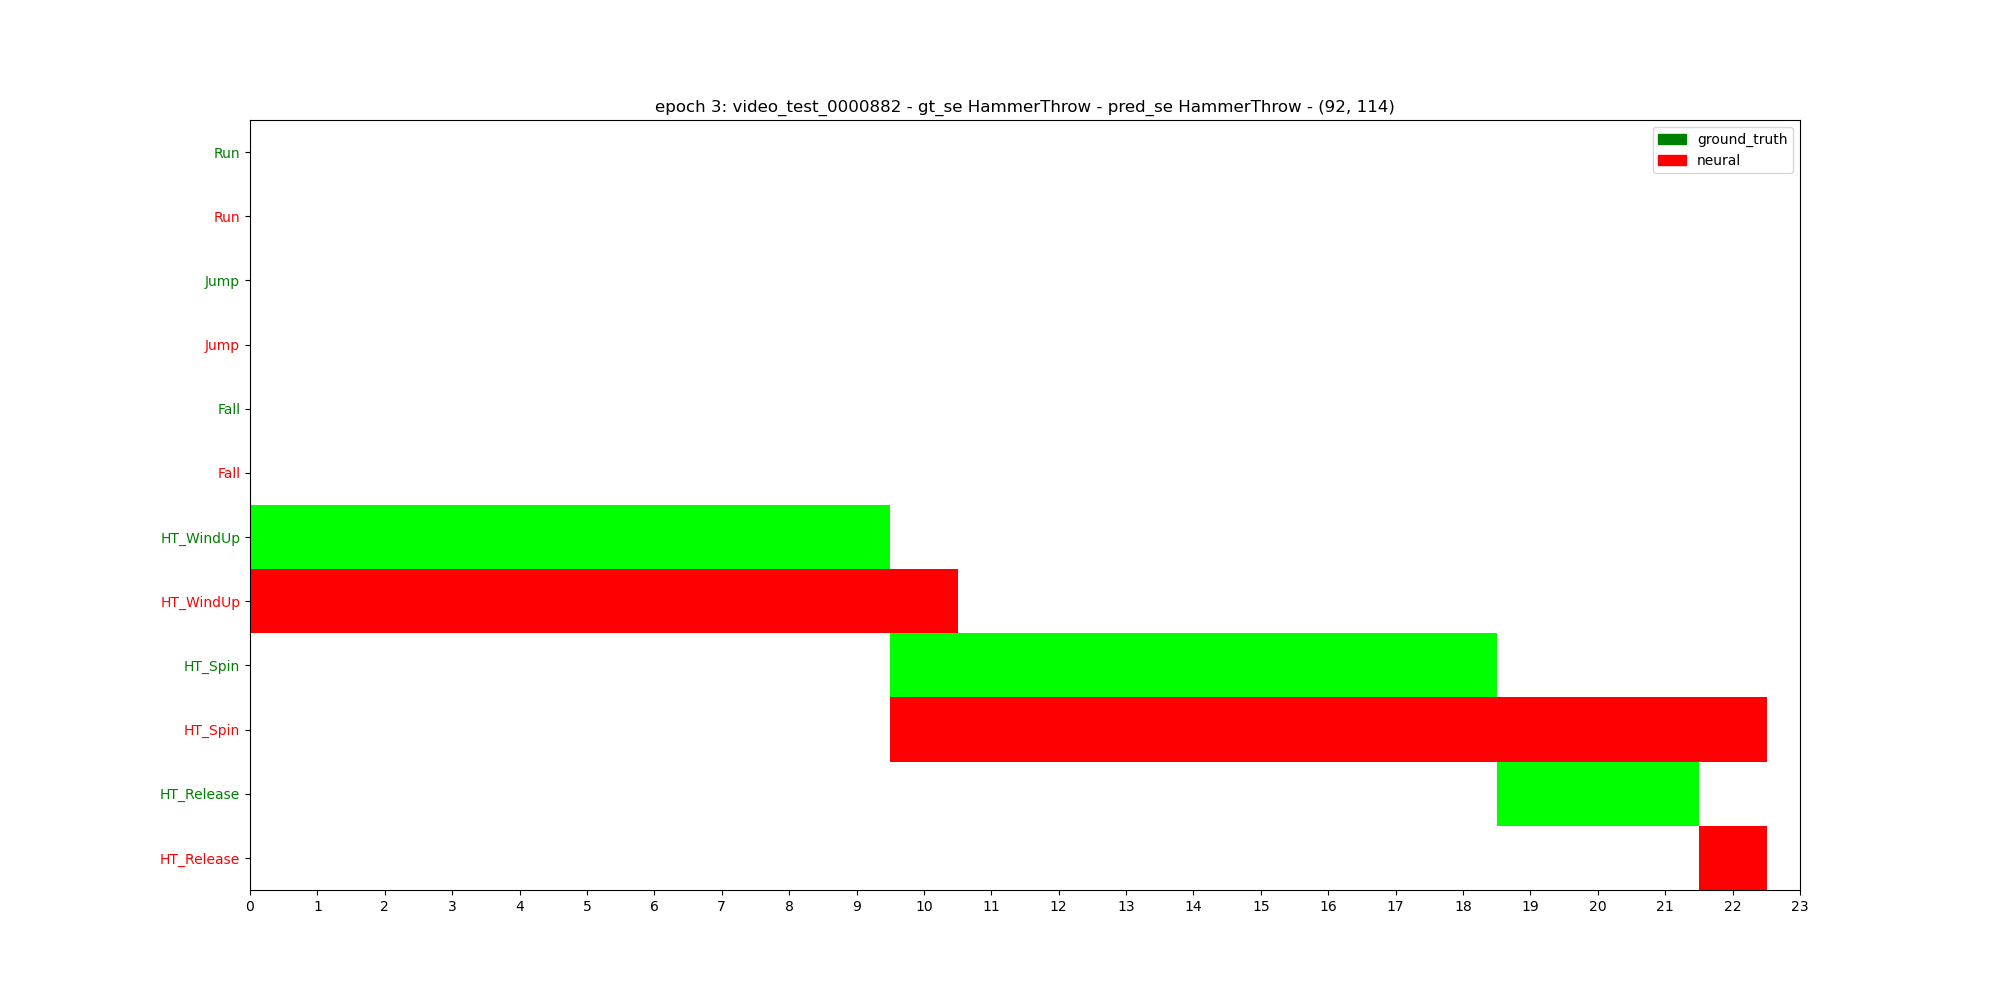 epoch 3: video_test_0000882 - gt_se HammerThrow - pred_se HammerThrow - (92, 114)
ground_truth
neural
Run
Run
Jump
Jump
Fall
Fall
HT_WindUp
HT_WindUp
HT_Spin
HT_Spin
HT_Release
HT_Release
0 1 2 3 4 5 6 7 8 9 10 11 12 13 14 15 16 17 18 19 20 21 22 23